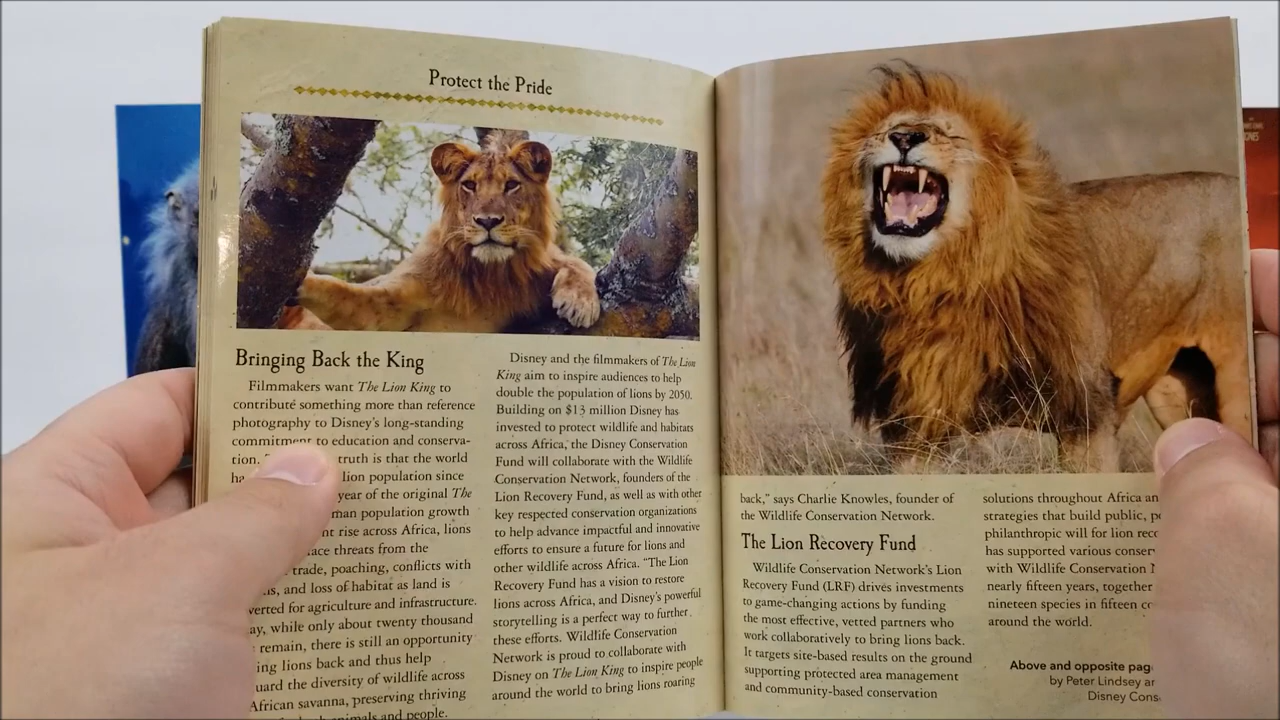 Protect the Pride
Bringing Back the King
Filmmakers want The Lion King to
contribute something more than reference
photography to Disney's long-standing
commitment to education and conserva-
tion. truth is that the world
ha lion population since
year of the original The
man population growth
nt rise across Africa, lions
ace threats from the
trade, poaching, conflicts with
and loss of habitat as land is
verted for agriculture and infrastructure.
ay, while only about twenty thousand
remain, there is still an opportunity
ing lions back and thus help
uard the diversity of wildlife across
African savanna, preserving thriving
animals and people.
Disney and the filmmakers of The Lion
King aim to inspire audiences to help
double the population of lions by 2050.
Building on $13 million Disney has
invested to protect wildlife and habitats
across Africa, the Disney Conservation
Fund will collaborate with the Wildlife
Conservation Network, founders of the
Lion Recovery Fund, as well as with other
key respected conservation organizations
to help advance impactful and innovative
efforts to ensure a future for lions and
other wildlife across Africa. "The Lion
Recovery Fund has a vision to restore
lions across Africa, and Disney's powerful
storytelling is a perfect way to further
these efforts. Wildlife Conservation
Network is proud to collaborate with
Disney on The Lion King to inspire people
around the world to bring lions roaring
back," says Charlie Knowles, founder of
the Wildlife Conservation Network.
The Lion Recovery Fund
Wildlife Conservation Network's Lion
Recovery Fund (LRF) drives investments
to game-changing actions by funding
the most effective, vetted partners who
work collaboratively to bring lions back.
It targets site-based results on the ground
supporting protected area management
and community-based conservation
solutions throughout Africa an
strategies that build public, po
philanthropic will for lion reco
has supported various conser
with Wildlife Conservation N
nearly fifteen years, together
nineteen species in fifteen co
around the world.
Above and opposite pag
by Peter Lindsey an
Disney Cons